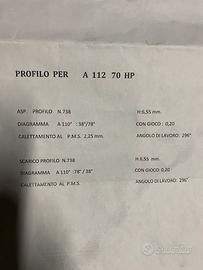 PROFILO PER A 112 70 HP
ASP. PROFILO N.738 H:6,55 mm.
DIAGRAMMA A 110° : 38°/78° CON GIOCO: 0,20
CALETTAMENTO AL P.M.S. 2,25 mm. ANGOLO DI LAVORO: 296°
SCARICO PROFILO N.738 H:6,55 mm.
DIAGRAMMA A 110° :78° / 38° CON GIOCO: 0,20
CALETTAMENTO AL P.M.S. ANGOLO DI LAVORO: 296°
subito